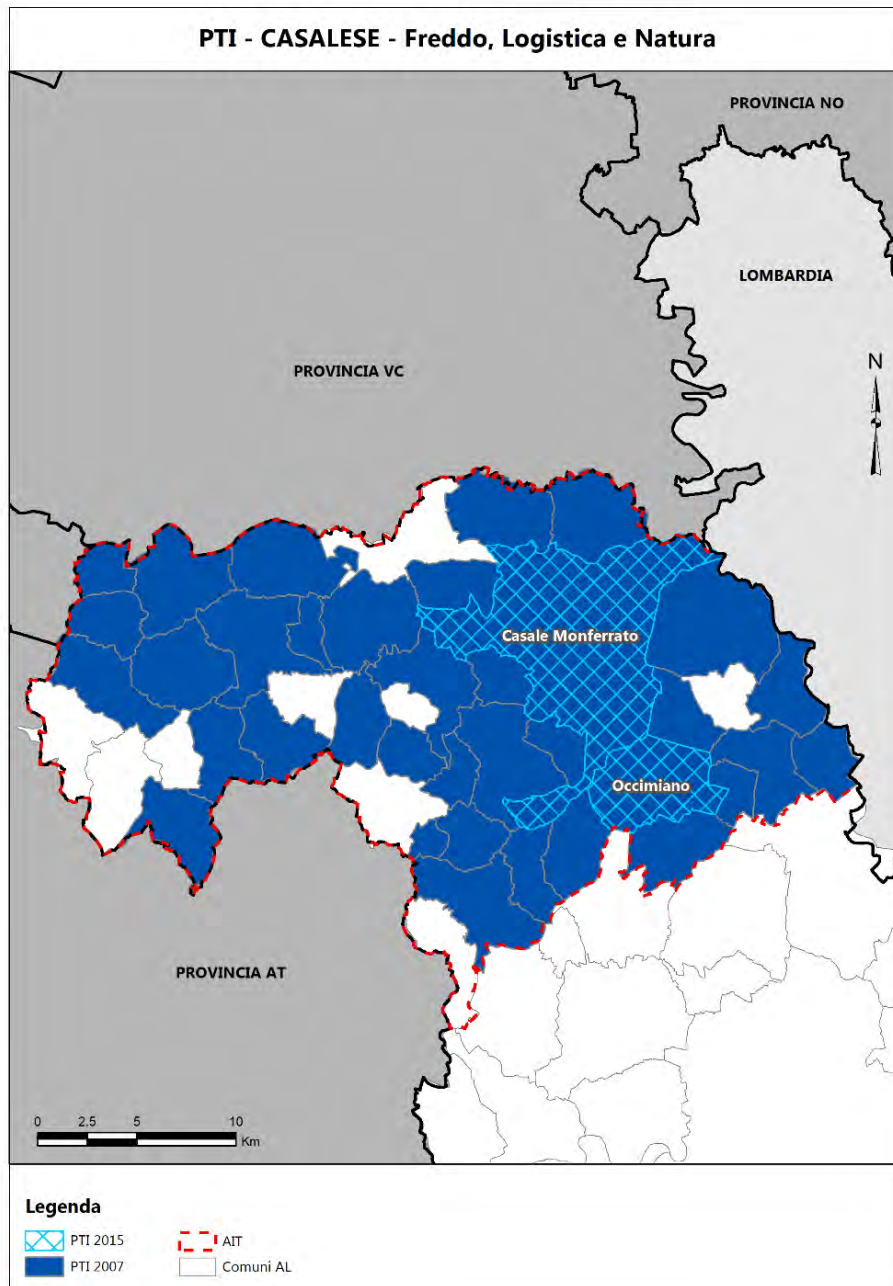 PTI - CASALESE - Freddo, Logistica e Natura
PROVINCIA NO
LOMBARDIA
PROVINCIA VC
N
Casale Monferrato
Occimiano
PROVINCIA AT
0 2.5 5 10
Km
Legenda
PTI 2015 AIT
PTI 2007 Comuni AL